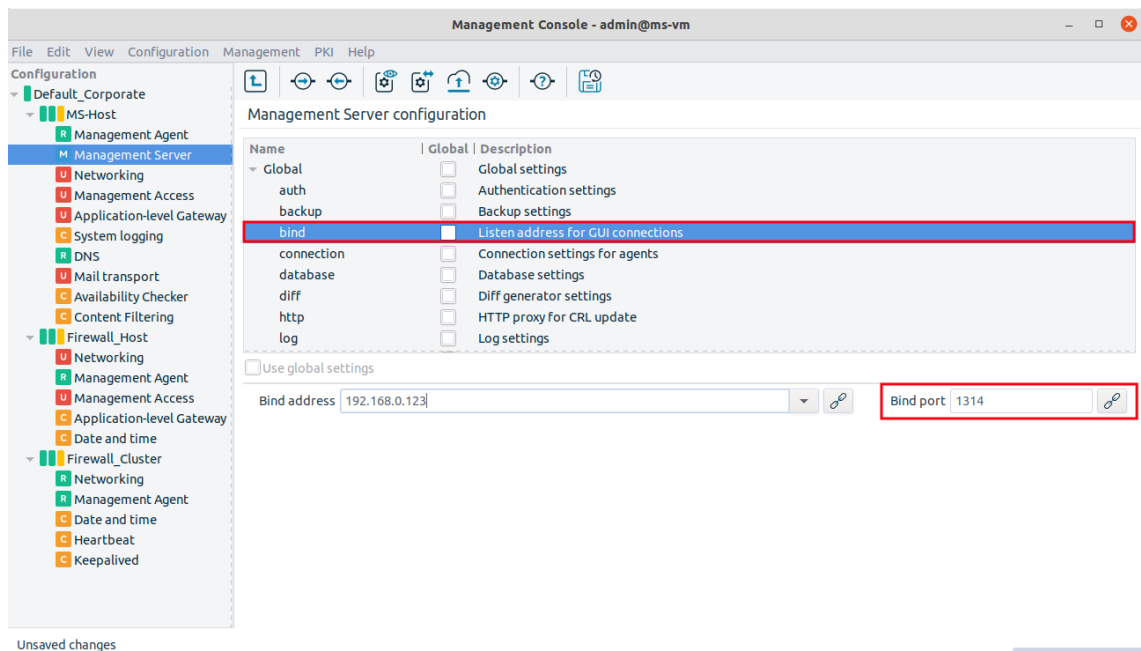 Management Console - admin@ms-vm
File Edit View Configuration Management PKI Help
Configuration
Default_Corporate
MS-Host
R Management Agent
M Management Server
U Networking
U Management Access
U Application-level Gateway
C System logging
R DNS
U Mail transport
C Availability Checker
C Content Filtering
Firewall_Host
U Networking
R Management Agent
U Management Access
C Application-level Gateway
C Date and time
Firewall_Cluster
R Networking
R Management Agent
C Date and time
C Heartbeat
C Keepalived
Management Server configuration
Name Global Description
Global Global settings
auth Authentication settings
backup Backup settings
bind Listen address for GUI connections
connection Connection settings for agents
database Database settings
diff Diff generator settings
http HTTP proxy for CRL update
log Log settings
Use global settings
Bind address 192.168.0.123 Bind port 1314
Unsaved changes